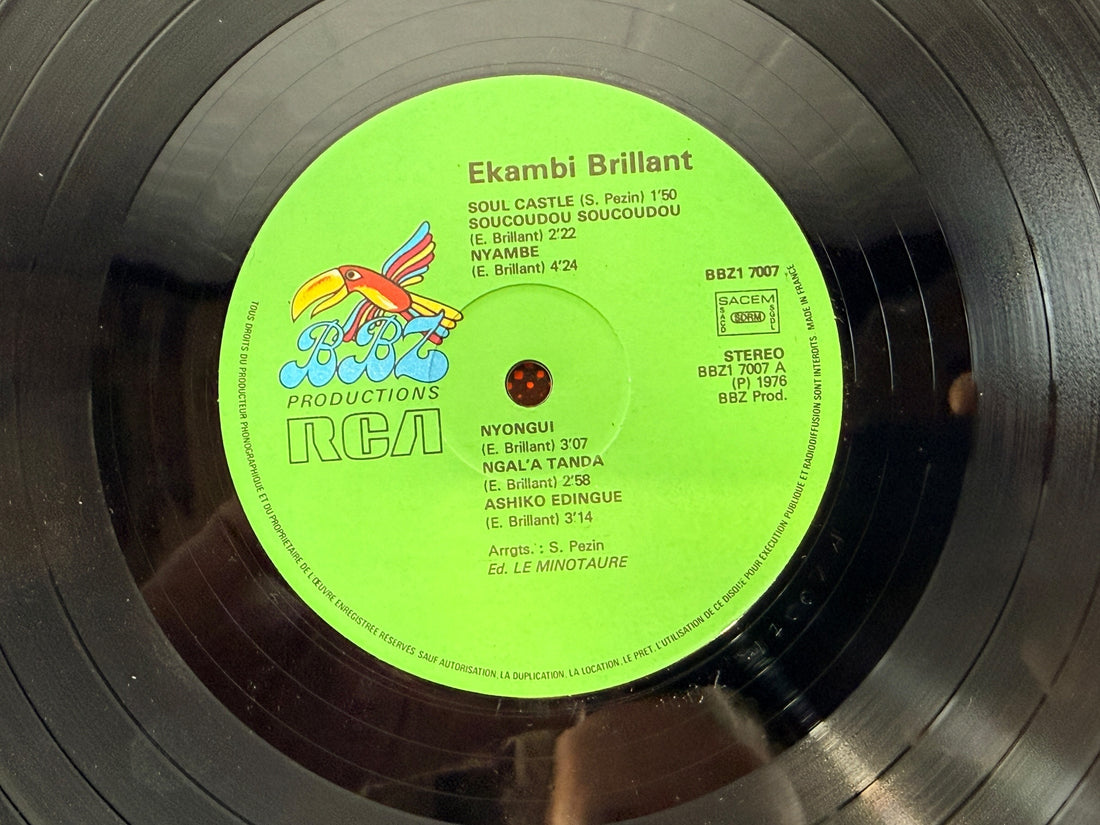 Ekambi Brillant
SOUL CASTLE (S. Pezin) 1'50
SOUCOUDOU SOUCOUDOU
(E. Brillant) 2'22
NYAMBE
(E. Brillant) 4'24
BBZ1 7007
SACEM
SACD
SDRM
SGDL
STEREO
BBZ1 7007 A
(P) 1976
BBZ Prod.
BBZ
PRODUCTIONS
RCA
NYONGUI
(E. Brillant) 3'07
NGAL'A TANDA
(E. Brillant) 2'58
ASHIKO EDINGUE
(E. Brillant) 3'14
Arrgts. : S. Pezin
Ed. LE MINOTAURE
TOUS DROITS DU PRODUCTEUR PHONOGRAPHIQUE ET DU PROPRIETAIRE DE L'ŒUVRE ENREGISTREE RESERVES SAUF AUTORISATION, LA DUPLICATION, LA LOCATION, LE PRET, L'UTILISATION DE CE DISQUE POUR EXÉCUTION PUBLIQUE ET RADIODIFFUSION SONT INTERDITS. MADE IN FRANCE